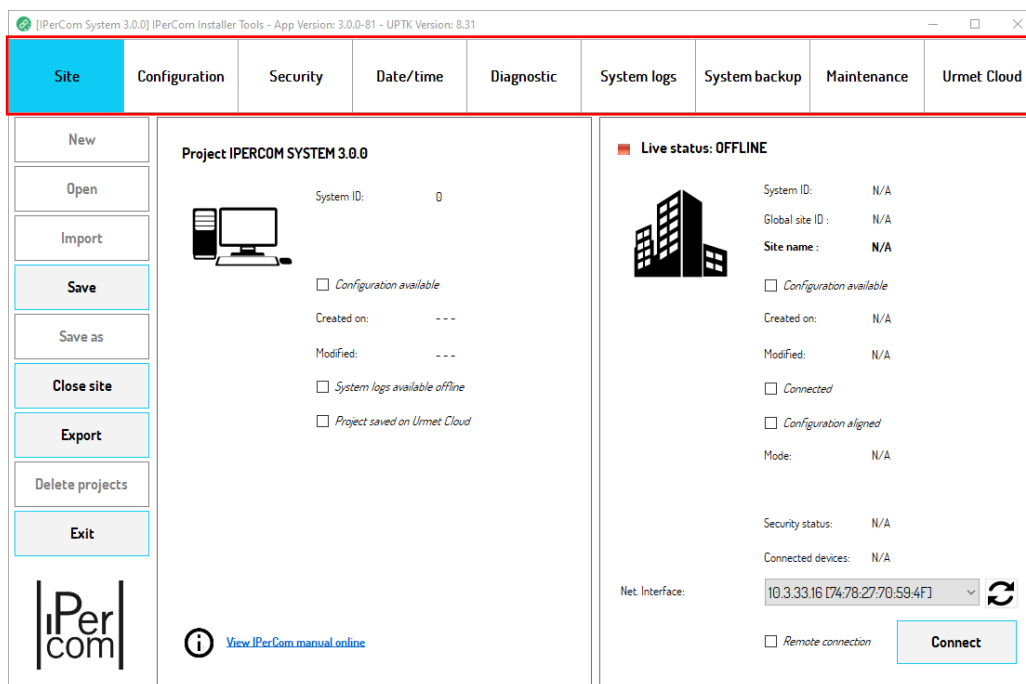 [IPerCom System 3.0.0] IPerCom Installer Tools - App Version: 3.0.0-81 - UPTK Version: 8.31
Site Configuration Security Date/time Diagnostic System logs System backup Maintenance Urmet Cloud
New
Open
Import
Save
Save as
Close site
Export
Delete projects
Exit
IPer
com
Project IPERCOM SYSTEM 3.0.0
System ID: 0
Configuration available
Created on: - - -
Modified: - - -
System logs available offline
Project saved on Urmet Cloud
View IPerCom manual online
Live status: OFFLINE
System ID: N/A
Global site ID : N/A
Site name : N/A
Configuration available
Created on: N/A
Modified: N/A
Connected
Configuration aligned
Mode: N/A
Security status: N/A
Connected devices: N/A
Net. Interface: 10.3.33.16 [74:78:27:70:59:4F]
Remote connection
Connect